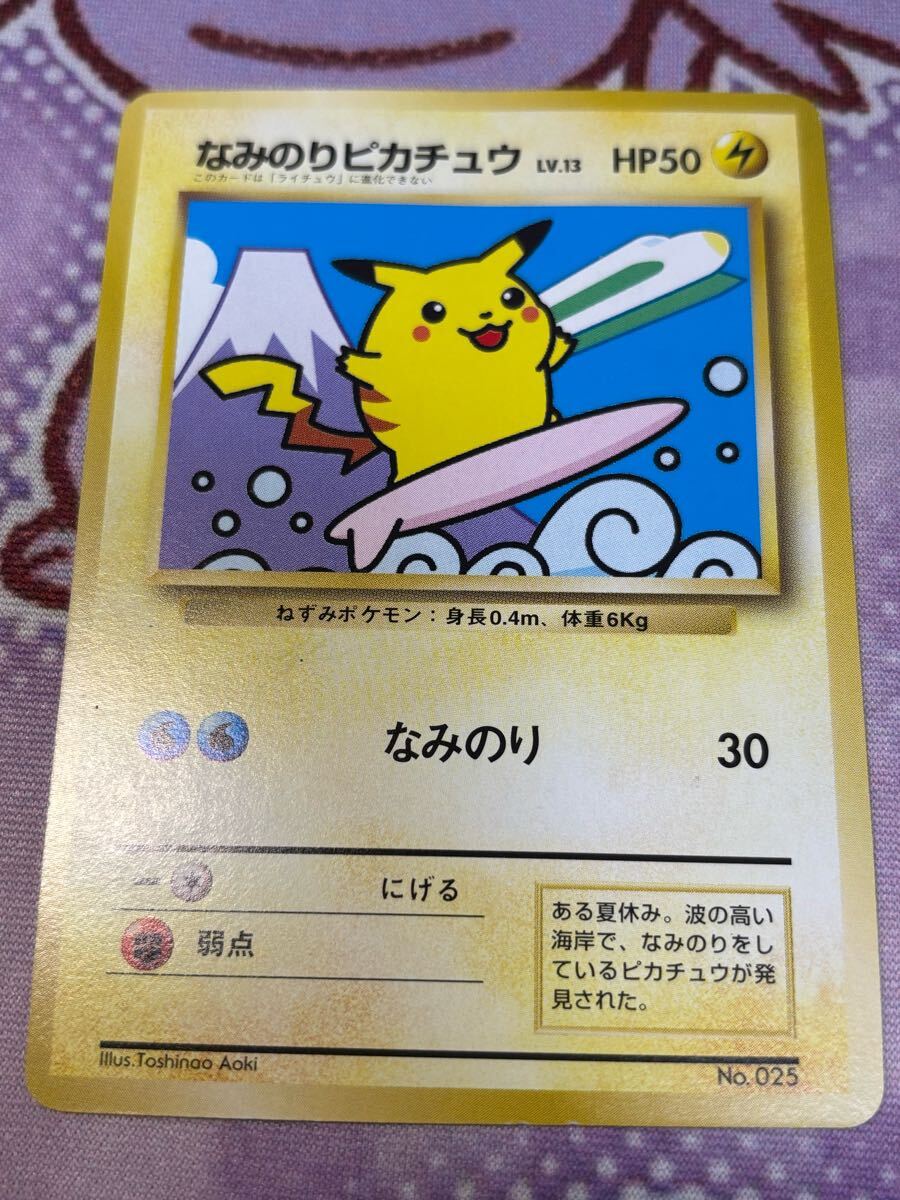 なみのりピカチュウ LV.13 HP50
このカードは「ライチュウ」に進化できない
ねずみポケモン：身長0.4m、体重6Kg
なみのり 30
にげる
弱点
ある夏休み。波の高い
海岸で、なみのりをし
ているピカチュウが発
見された。
Illus.Toshinao Aoki
No. 025